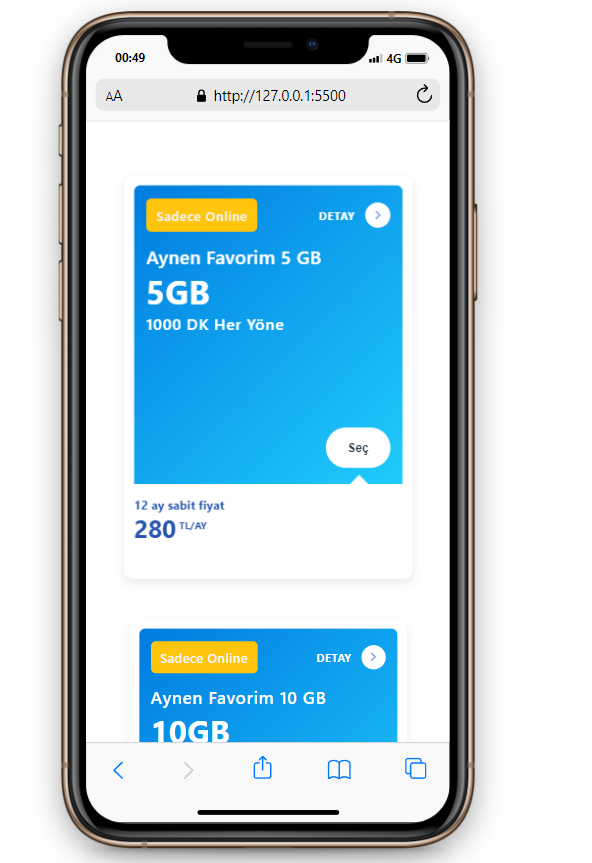 00:49
4G
AA
http://127.0.0.1:5500
Sadece Online
DETAY
Aynen Favorim 5 GB
5GB
1000 DK Her Yöne
Seç
12 ay sabit fiyat
280 TL/AY
Sadece Online
DETAY
Aynen Favorim 10 GB
10GB